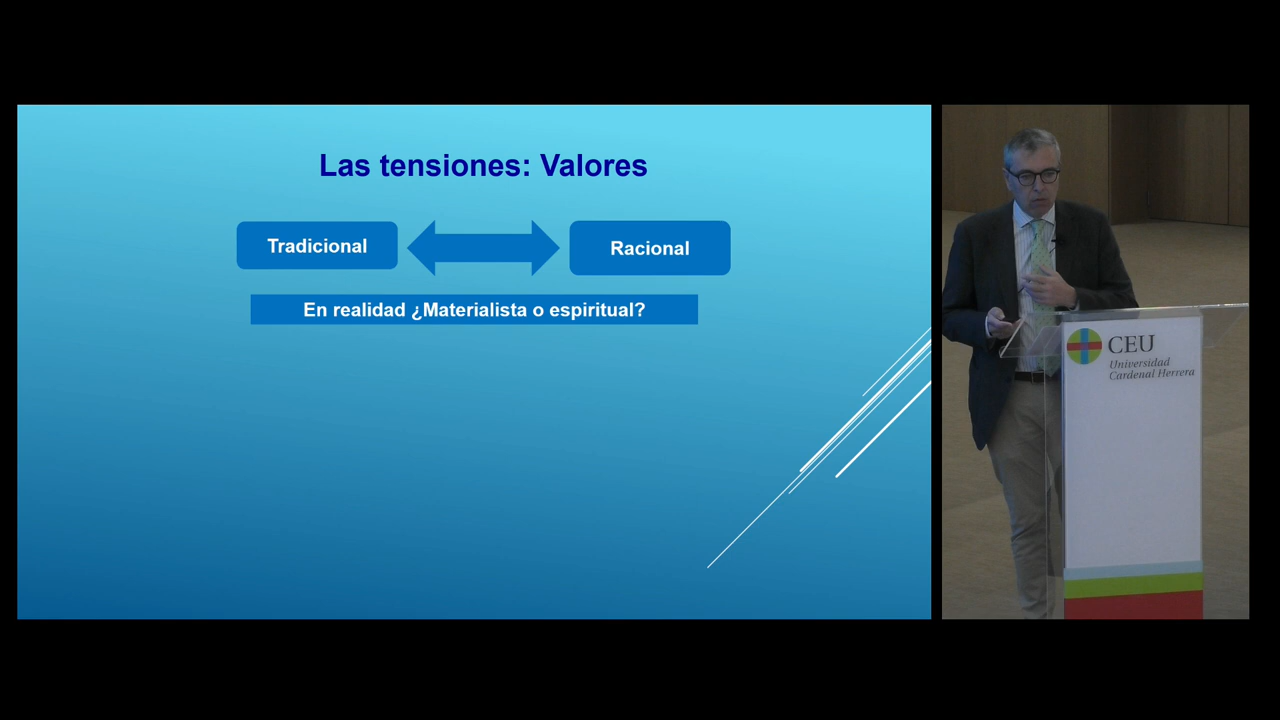 Las tensiones: Valores
Tradicional
Racional
En realidad ¿Materialista o espiritual?
CEU
Universidad
Cardenal Herrera